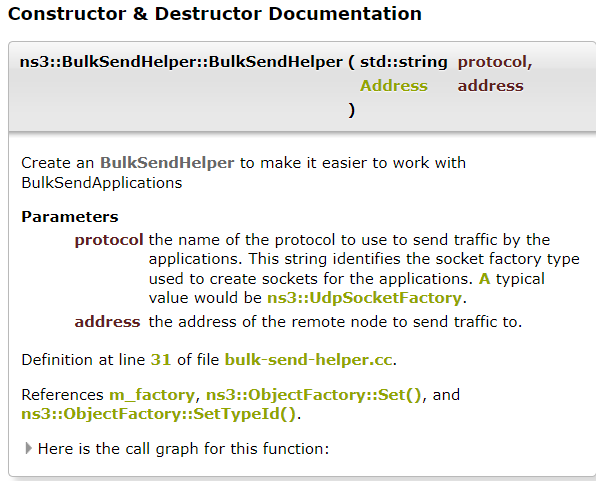 Constructor & Destructor Documentation
ns3::BulkSendHelper::BulkSendHelper ( std::string protocol,
Address address
)
Create an BulkSendHelper to make it easier to work with
BulkSendApplications
Parameters
protocol the name of the protocol to use to send traffic by the
applications. This string identifies the socket factory type
used to create sockets for the applications. A typical
value would be ns3::UdpSocketFactory.
address the address of the remote node to send traffic to.
Definition at line 31 of file bulk-send-helper.cc.
References m_factory, ns3::ObjectFactory::Set(), and
ns3::ObjectFactory::SetTypeId().
Here is the call graph for this function: